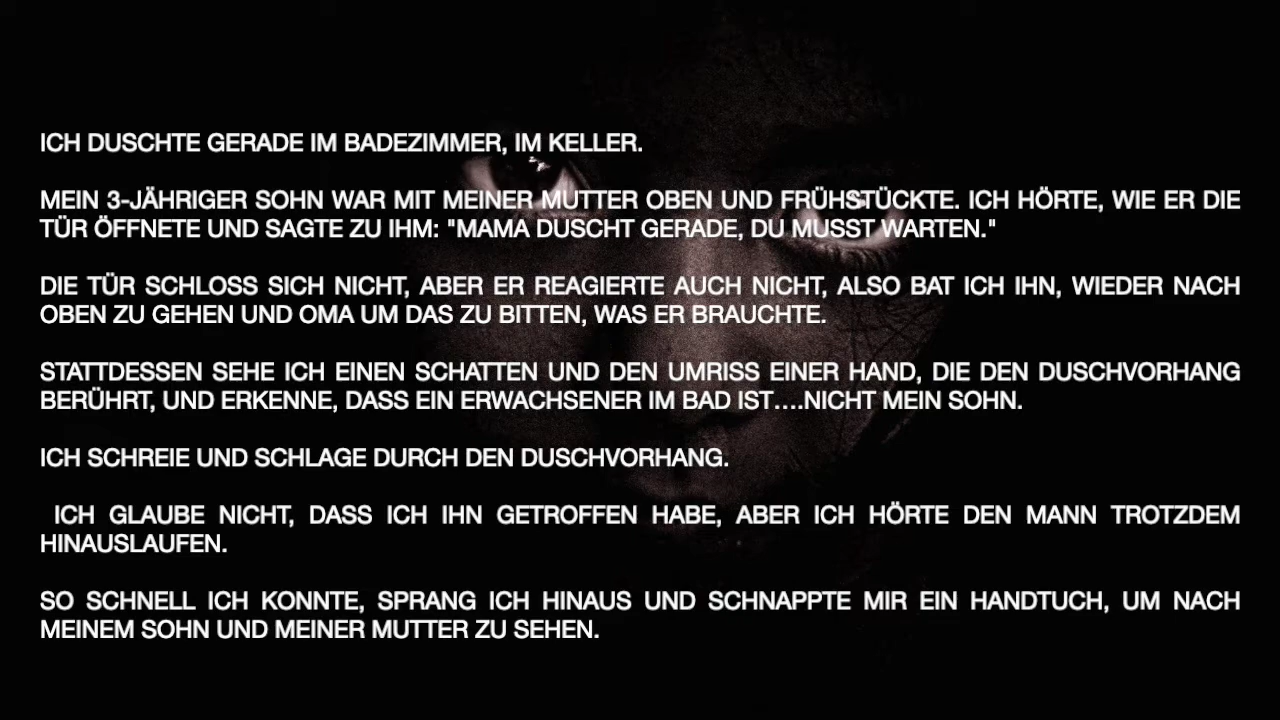 ICH DUSCHTE GERADE IM BADEZIMMER, IM KELLER.
MEIN 3-JÄHRIGER SOHN WAR MIT MEINER MUTTER OBEN UND FRÜHSTÜCKTE. ICH HÖRTE, WIE ER DIE
TÜR ÖFFNETE UND SAGTE ZU IHM: "MAMA DUSCHT GERADE, DU MUSST WARTEN."
DIE TÜR SCHLOSS SICH NICHT, ABER ER REAGIERTE AUCH NICHT, ALSO BAT ICH IHN, WIEDER NACH
OBEN ZU GEHEN UND OMA UM DAS ZU BITTEN, WAS ER BRAUCHTE.
STATTDESSEN SEHE ICH EINEN SCHATTEN UND DEN UMRISS EINER HAND, DIE DEN DUSCHVORHANG
BERÜHRT, UND ERKENNE, DASS EIN ERWACHSENER IM BAD IST....NICHT MEIN SOHN.
ICH SCHREIE UND SCHLAGE DURCH DEN DUSCHVORHANG.
ICH GLAUBE NICHT, DASS ICH IHN GETROFFEN HABE, ABER ICH HÖRTE DEN MANN TROTZDEM
HINAUSLAUFEN.
SO SCHNELL ICH KONNTE, SPRANG ICH HINAUS UND SCHNAPPTE MIR EIN HANDTUCH, UM NACH
MEINEM SOHN UND MEINER MUTTER ZU SEHEN.